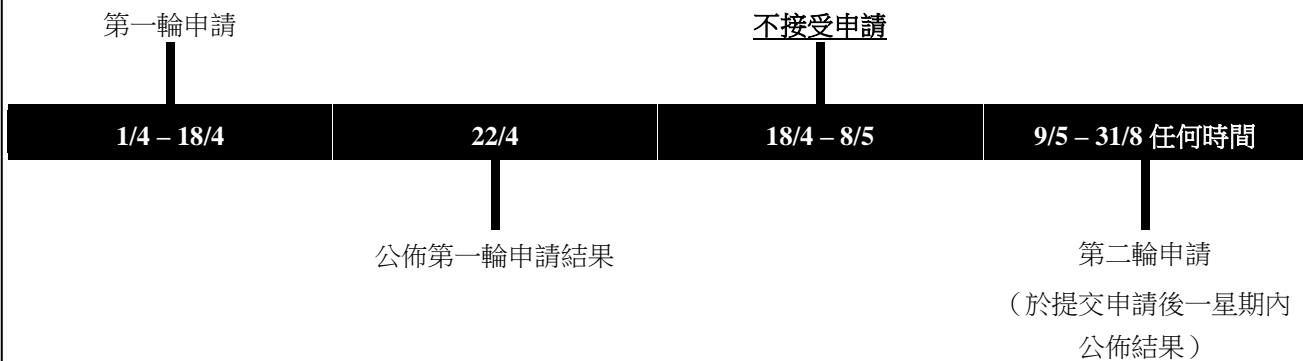 第一輪申請
不接受申請
1/4 – 18/4
22/4
18/4 – 8/5
9/5 – 31/8 任何時間
公佈第一輪申請結果
第二輪申請
（於提交申請後一星期內
公佈結果）